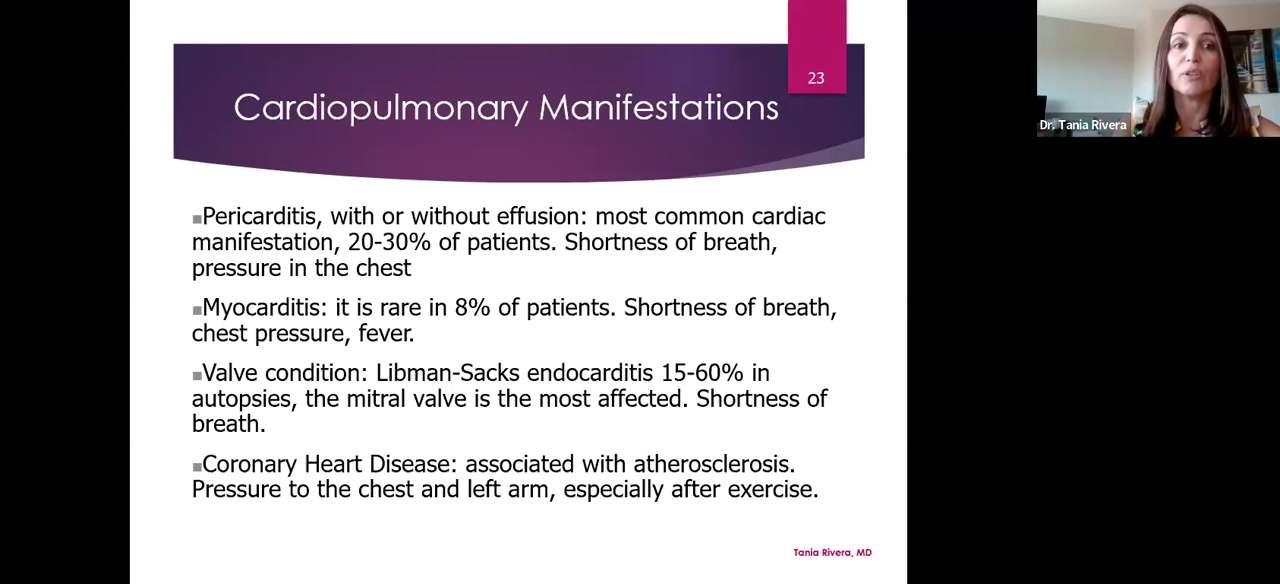 23
Cardiopulmonary Manifestations
Dr. Tania Rivera
▪Pericarditis, with or without effusion: most common cardiac
manifestation, 20-30% of patients. Shortness of breath,
pressure in the chest
▪Myocarditis: it is rare in 8% of patients. Shortness of breath,
chest pressure, fever.
▪Valve condition: Libman-Sacks endocarditis 15-60% in
autopsies, the mitral valve is the most affected. Shortness of
breath.
▪Coronary Heart Disease: associated with atherosclerosis.
Pressure to the chest and left arm, especially after exercise.
Tania Rivera, MD